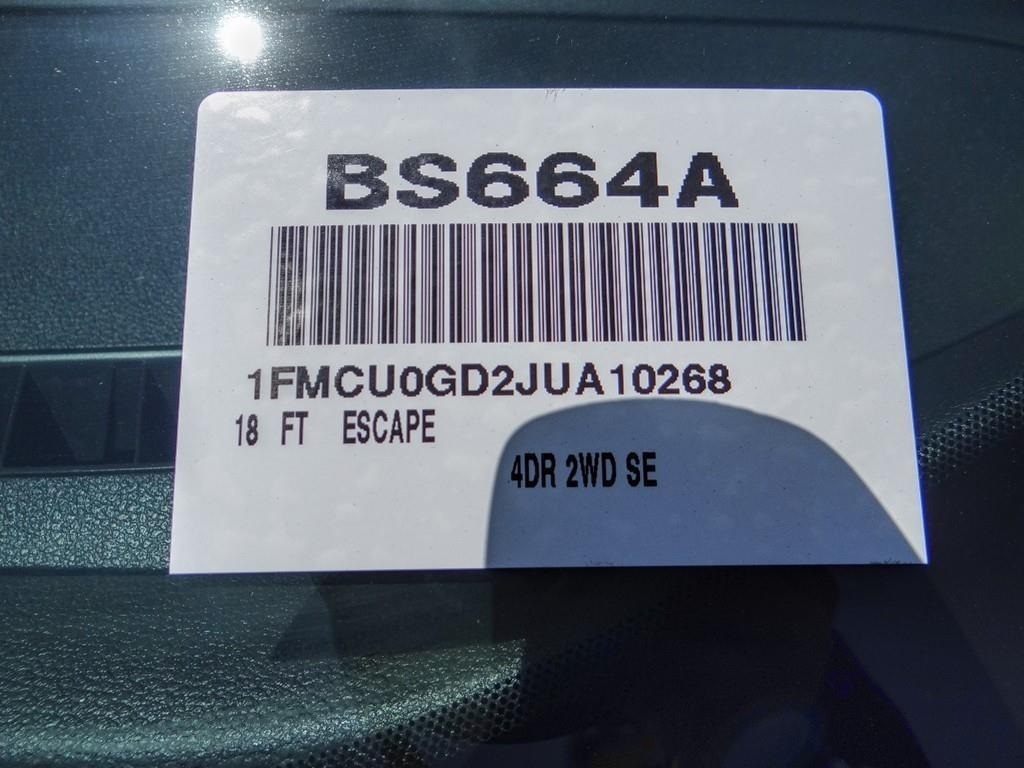 BS664A
1FMCU0GD2JUA10268
18 FT ESCAPE
4DR 2WD SE